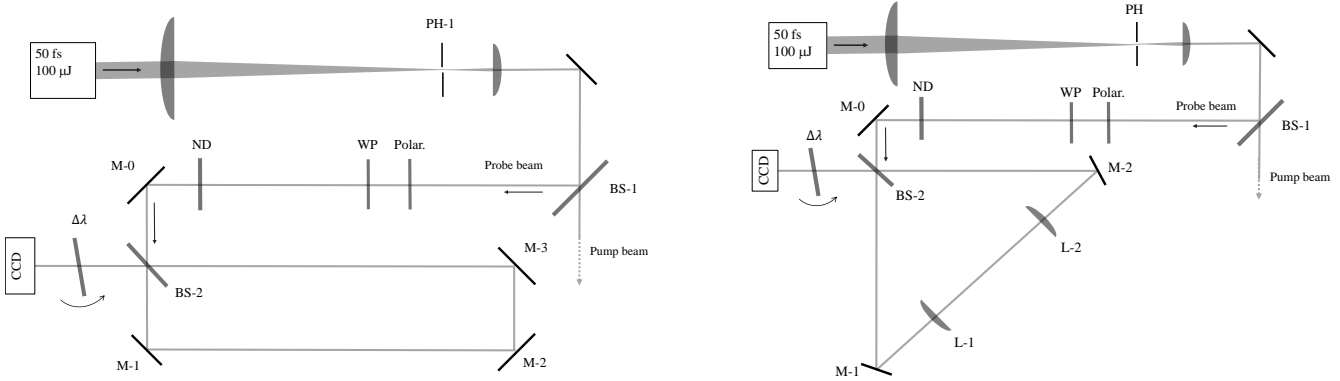 50 fs
100 μJ
PH-1
ND
WP
Polar.
Probe beam
BS-1
M-0
Δλ
CCD
BS-2
M-3
Pump beam
M-1
M-2
50 fs
100 μJ
PH
ND
WP
Polar.
Probe beam
BS-1
M-0
Δλ
CCD
BS-2
M-2
Pump beam
L-2
L-1
M-1